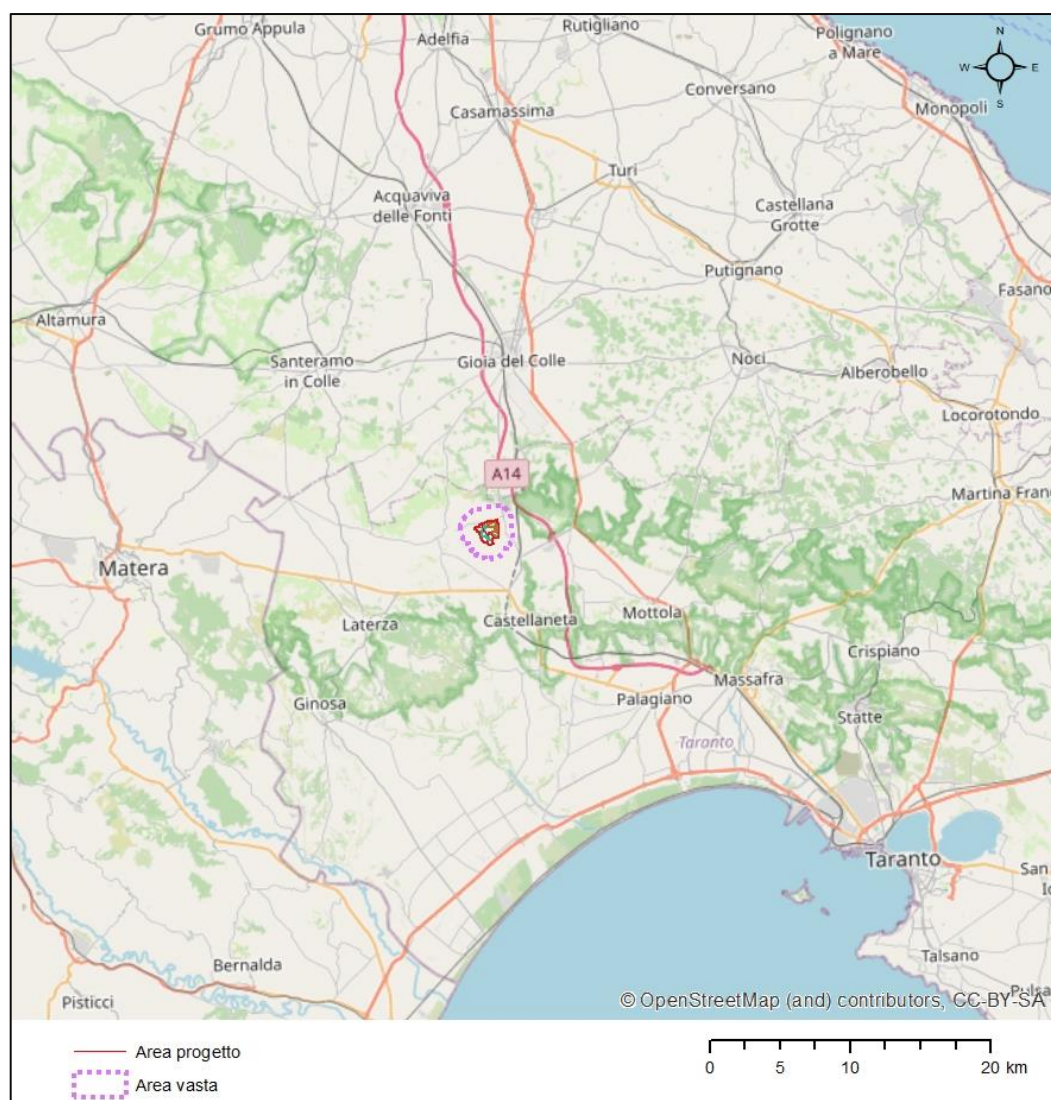 Grumo Appula
Adelfia
Rutigliano
Polignano
a Mare
N
W
E
S
Conversano
Monopoli
Casamassima
Turi
Acquaviva
delle Fonti
Castellana
Grotte
Putignano
Fasano
Altamura
Santeramo
in Colle
Gioia del Colle
Noci
Alberobello
Locorotondo
A14
Martina Fran
Matera
Laterza
Castellaneta
Mottola
Crispiano
Ginosa
Palagiano
Massafra
Statte
Taranto
Taranto
San
Talsano
Bernalda
Pisticci
Pulsa
© OpenStreetMap (and) contributors, CC-BY-SA
Area progetto
Area vasta
0 5 10 20 km